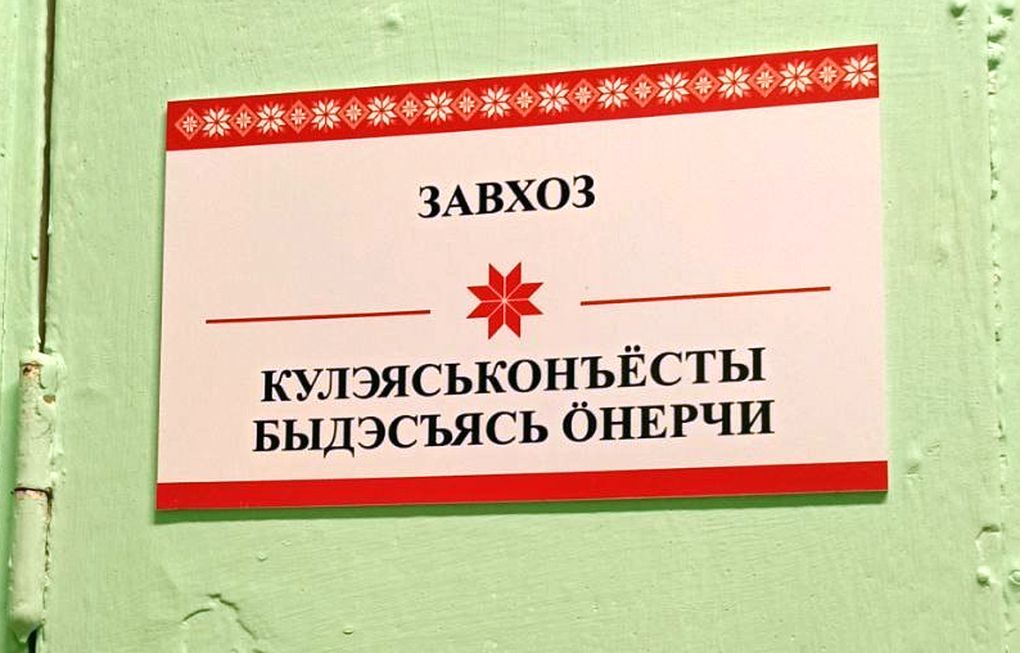 ЗАВХОЗ
КУЛЭЯСЬКОНЪЁСТЫ
БЫДЭСЪЯСЬ ӦНЕРЧИ